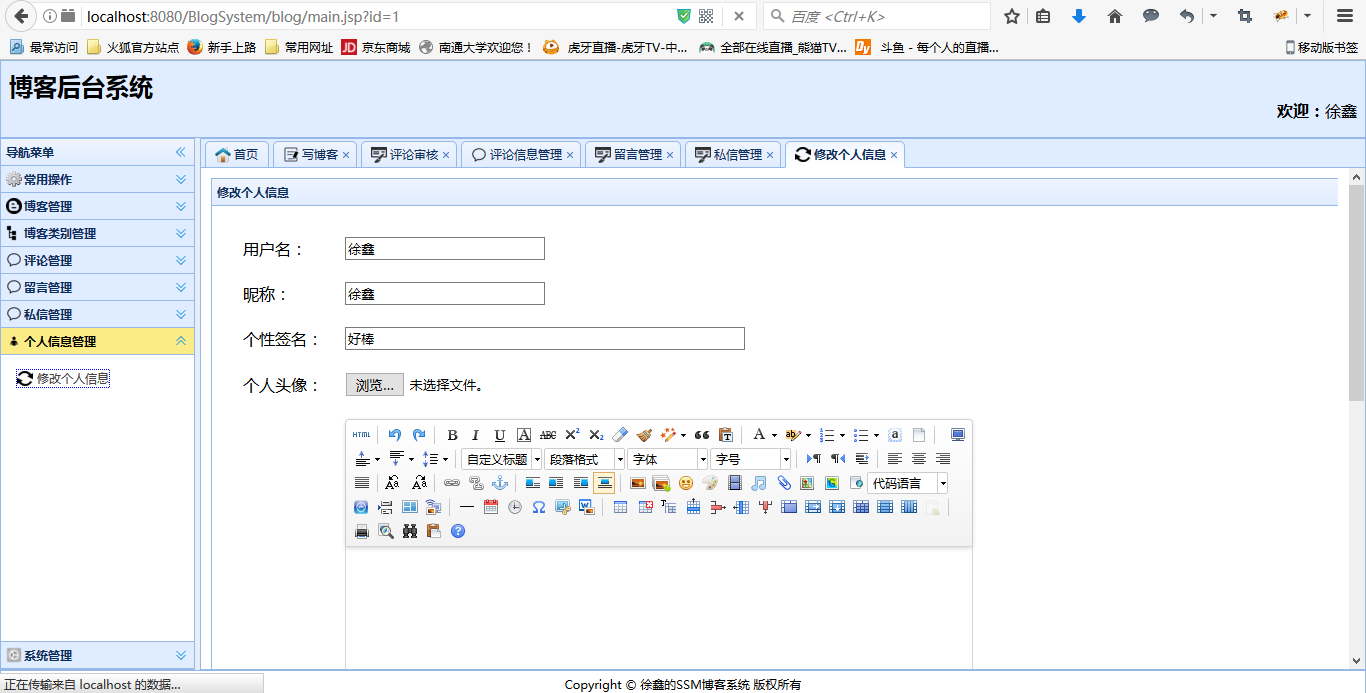 localhost:8080/BlogSystem/blog/main.jsp?id=1 百度 <Ctrl+K>
最常访问 火狐官方站点 新手上路 常用网址 JD 京东商城 南通大学欢迎您！ 虎牙直播-虎牙TV-中... 全部在线直播_熊猫TV... Dy 斗鱼 - 每个人的直播... 移动版书签
博客后台系统
欢迎：徐鑫
导航菜单
常用操作
博客管理
博客类别管理
评论管理
留言管理
私信管理
个人信息管理
修改个人信息
系统管理
首页 写博客 × 评论审核 × 评论信息管理 × 留言管理 × 私信管理 × 修改个人信息 ×
修改个人信息
用户名： 徐鑫
昵称： 徐鑫
个性签名： 好棒
个人头像： 浏览... 未选择文件。
HTML B I U A ABC X² X₂ A ab a
自定义标题 段落格式 字体 字号
代码语言
正在传输来自 localhost 的数据...
Copyright © 徐鑫的SSM博客系统 版权所有